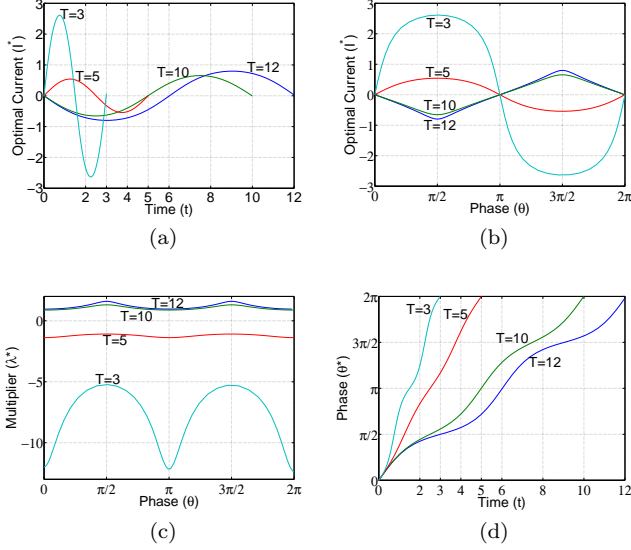 3
2
1
0
−1
−2
−3
Optimal Current (I*)
T=3
T=5
T=10
T=12
0
2
3
4
5
6
8
10
12
Time (t)
(a)
3
2
1
0
−1
−2
−3
Optimal Current (I*)
T=3
T=5
T=10
T=12
0
π/2
π
3π/2
2π
Phase (θ)
(b)
0
−5
−10
Multiplier (λ*)
T=12
T=10
T=5
T=3
0
π/2
π
3π/2
2π
Phase (θ)
(c)
2π
3π/2
π
π/2
0
Phase (θ*)
T=3
T=5
T=10
T=12
0
2
3
4
5
6
8
10
12
Time (t)
(d)